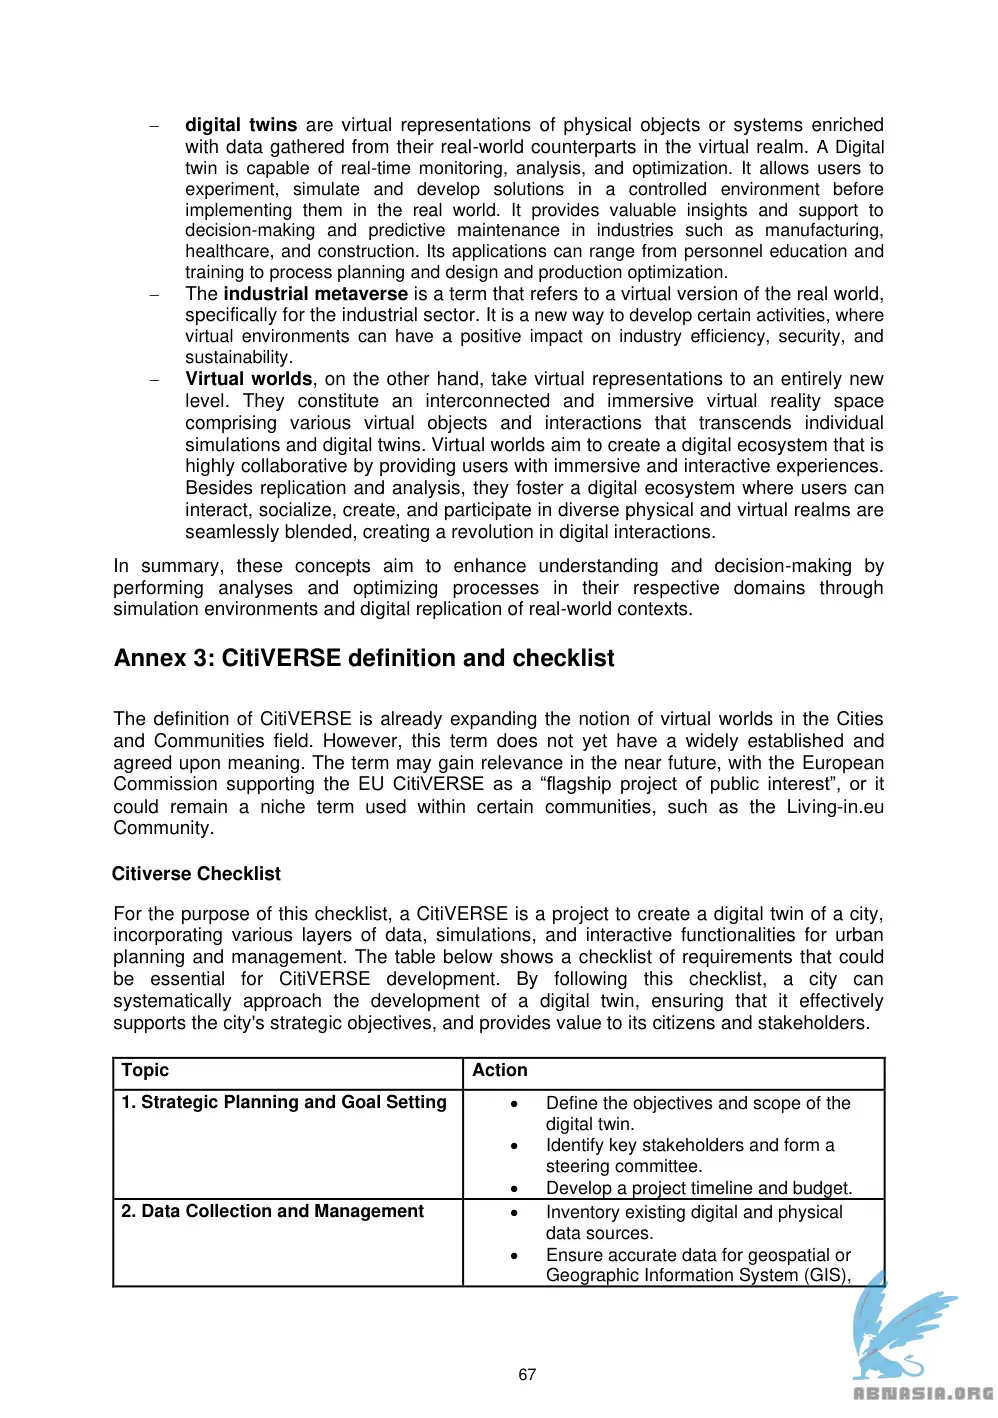 – digital twins are virtual representations of physical objects or systems enriched
with data gathered from their real-world counterparts in the virtual realm. A Digital
twin is capable of real-time monitoring, analysis, and optimization. It allows users to
experiment, simulate and develop solutions in a controlled environment before
implementing them in the real world. It provides valuable insights and support to
decision-making and predictive maintenance in industries such as manufacturing,
healthcare, and construction. Its applications can range from personnel education and
training to process planning and design and production optimization.
– The industrial metaverse is a term that refers to a virtual version of the real world,
specifically for the industrial sector. It is a new way to develop certain activities, where
virtual environments can have a positive impact on industry efficiency, security, and
sustainability.
– Virtual worlds, on the other hand, take virtual representations to an entirely new
level. They constitute an interconnected and immersive virtual reality space
comprising various virtual objects and interactions that transcends individual
simulations and digital twins. Virtual worlds aim to create a digital ecosystem that is
highly collaborative by providing users with immersive and interactive experiences.
Besides replication and analysis, they foster a digital ecosystem where users can
interact, socialize, create, and participate in diverse physical and virtual realms are
seamlessly blended, creating a revolution in digital interactions.
In summary, these concepts aim to enhance understanding and decision-making by
performing analyses and optimizing processes in their respective domains through
simulation environments and digital replication of real-world contexts.
Annex 3: CitiVERSE definition and checklist
The definition of CitiVERSE is already expanding the notion of virtual worlds in the Cities
and Communities field. However, this term does not yet have a widely established and
agreed upon meaning. The term may gain relevance in the near future, with the European
Commission supporting the EU CitiVERSE as a “flagship project of public interest”, or it
could remain a niche term used within certain communities, such as the Living-in.eu
Community.
Citiverse Checklist
For the purpose of this checklist, a CitiVERSE is a project to create a digital twin of a city,
incorporating various layers of data, simulations, and interactive functionalities for urban
planning and management. The table below shows a checklist of requirements that could
be essential for CitiVERSE development. By following this checklist, a city can
systematically approach the development of a digital twin, ensuring that it effectively
supports the city's strategic objectives, and provides value to its citizens and stakeholders.
Topic Action
1. Strategic Planning and Goal Setting
• Define the objectives and scope of the
digital twin.
• Identify key stakeholders and form a
steering committee.
• Develop a project timeline and budget.
2. Data Collection and Management
• Inventory existing digital and physical
data sources.
• Ensure accurate data for geospatial or
Geographic Information System (GIS),
67
ABNASIA.ORG